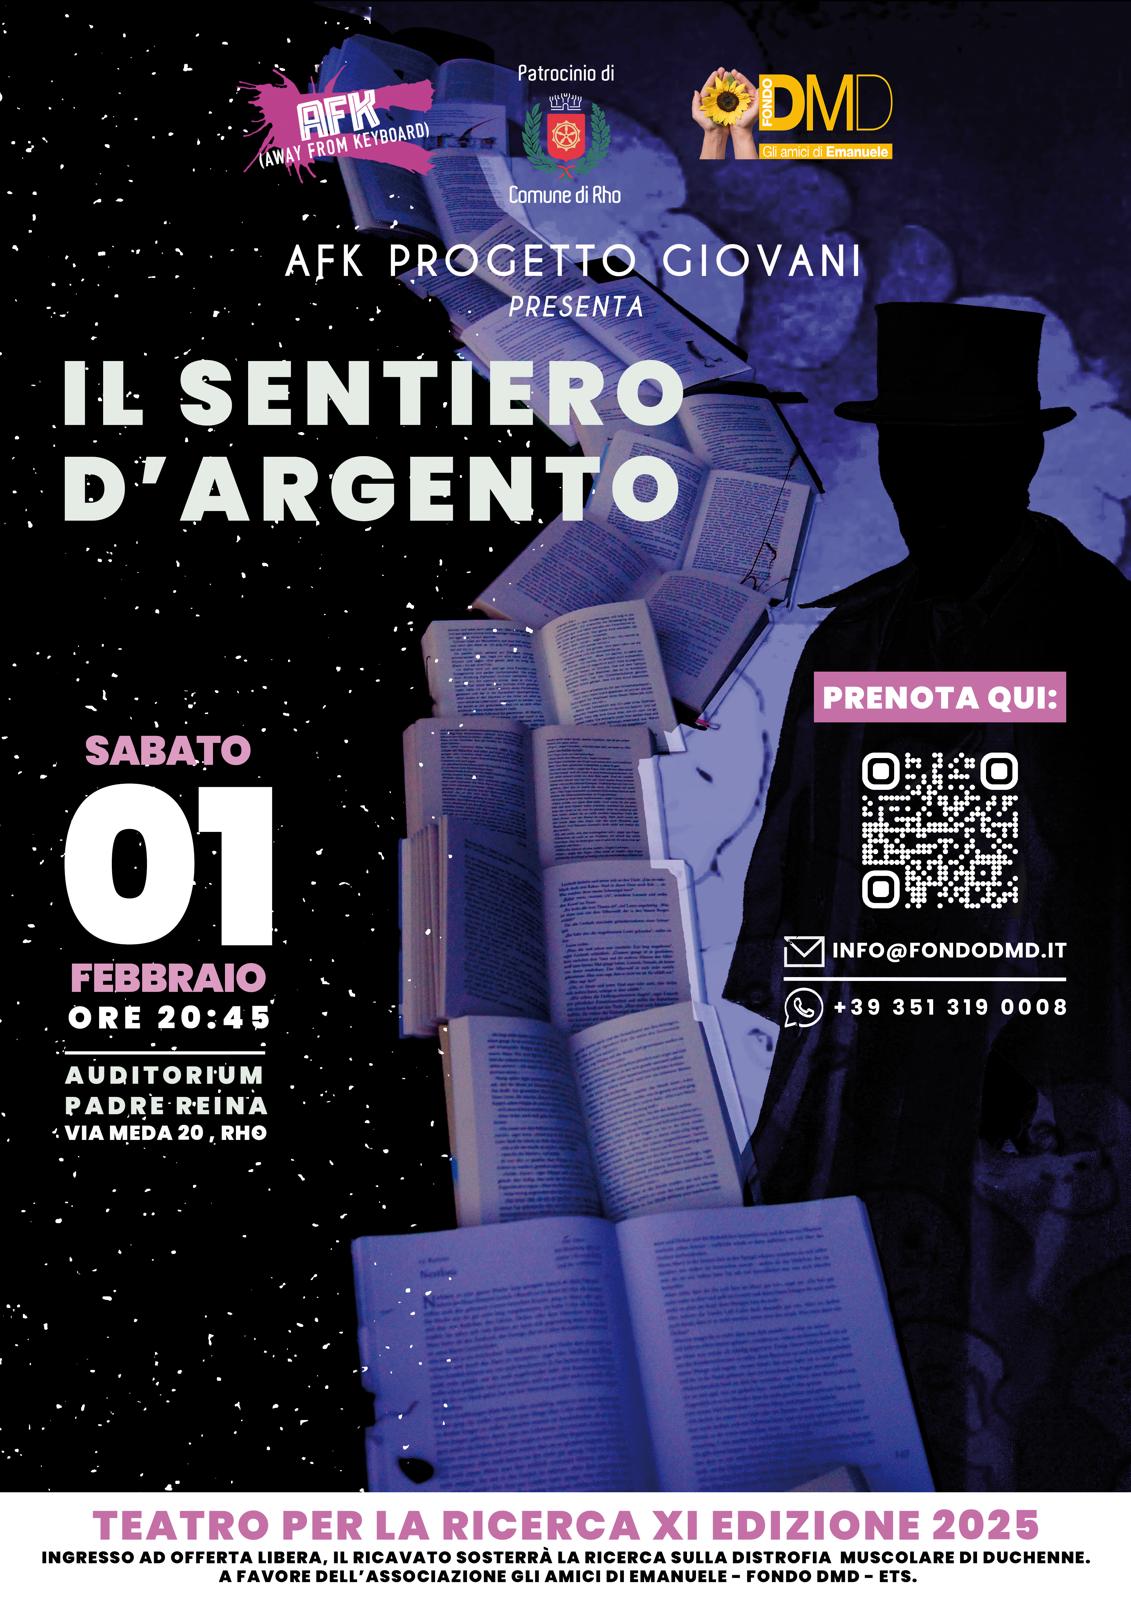 AFK
(AWAY FROM KEYBOARD)
Patrocinio di
Comune di Rho
FONDO DMD
Gli amici di Emanuele
AFK PROGETTO GIOVANI
PRESENTA
IL SENTIERO
D'ARGENTO
SABATO
01
FEBBRAIO
ORE 20:45
AUDITORIUM
PADRE REINA
VIA MEDA 20 , RHO
PRENOTA QUI:
INFO@FONDODMD.IT
+39 351 319 0008
TEATRO PER LA RICERCA XI EDIZIONE 2025
INGRESSO AD OFFERTA LIBERA, IL RICAVATO SOSTERRÀ LA RICERCA SULLA DISTROFIA MUSCOLARE DI DUCHENNE.
A FAVORE DELL'ASSOCIAZIONE GLI AMICI DI EMANUELE - FONDO DMD - ETS.